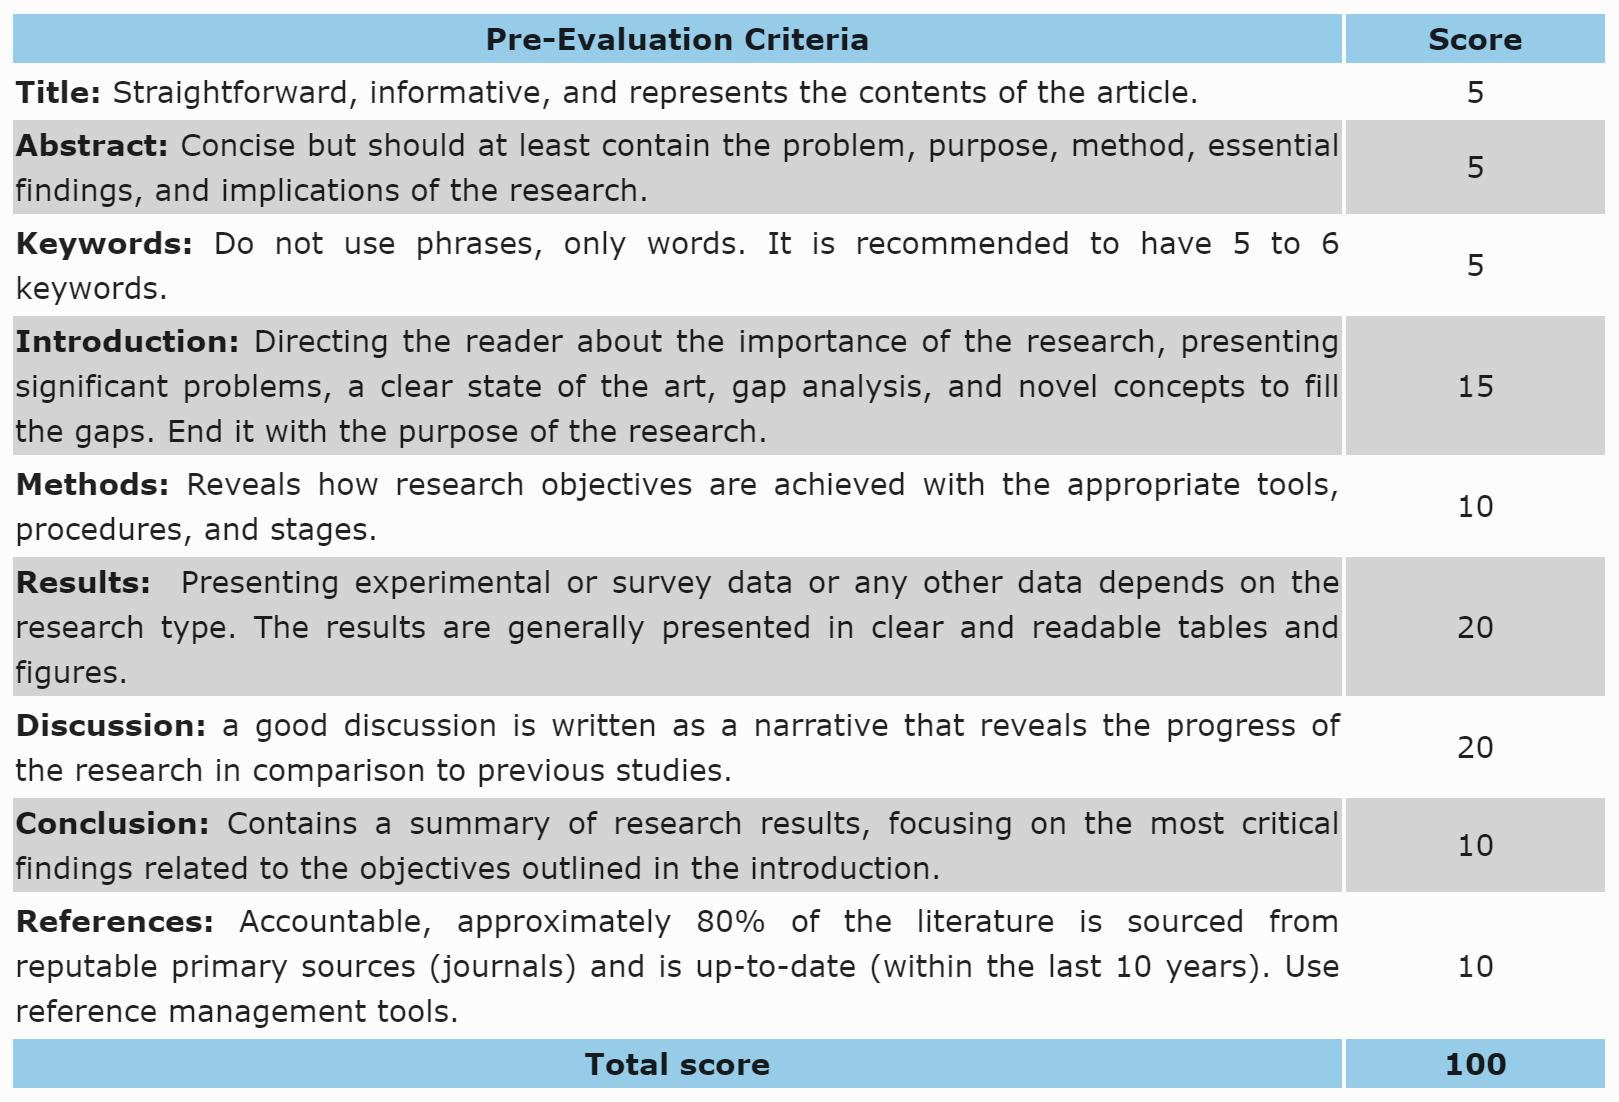 Pre-Evaluation Criteria Score
Title: Straightforward, informative, and represents the contents of the article. 5
Abstract: Concise but should at least contain the problem, purpose, method, essential
findings, and implications of the research.
5
Keywords: Do not use phrases, only words. It is recommended to have 5 to 6
keywords.
5
Introduction: Directing the reader about the importance of the research, presenting
significant problems, a clear state of the art, gap analysis, and novel concepts to fill
the gaps. End it with the purpose of the research.
15
Methods: Reveals how research objectives are achieved with the appropriate tools,
procedures, and stages.
10
Results: Presenting experimental or survey data or any other data depends on the
research type. The results are generally presented in clear and readable tables and
figures.
20
Discussion: a good discussion is written as a narrative that reveals the progress of
the research in comparison to previous studies.
20
Conclusion: Contains a summary of research results, focusing on the most critical
findings related to the objectives outlined in the introduction.
10
References: Accountable, approximately 80% of the literature is sourced from
reputable primary sources (journals) and is up-to-date (within the last 10 years). Use
reference management tools.
10
Total score 100